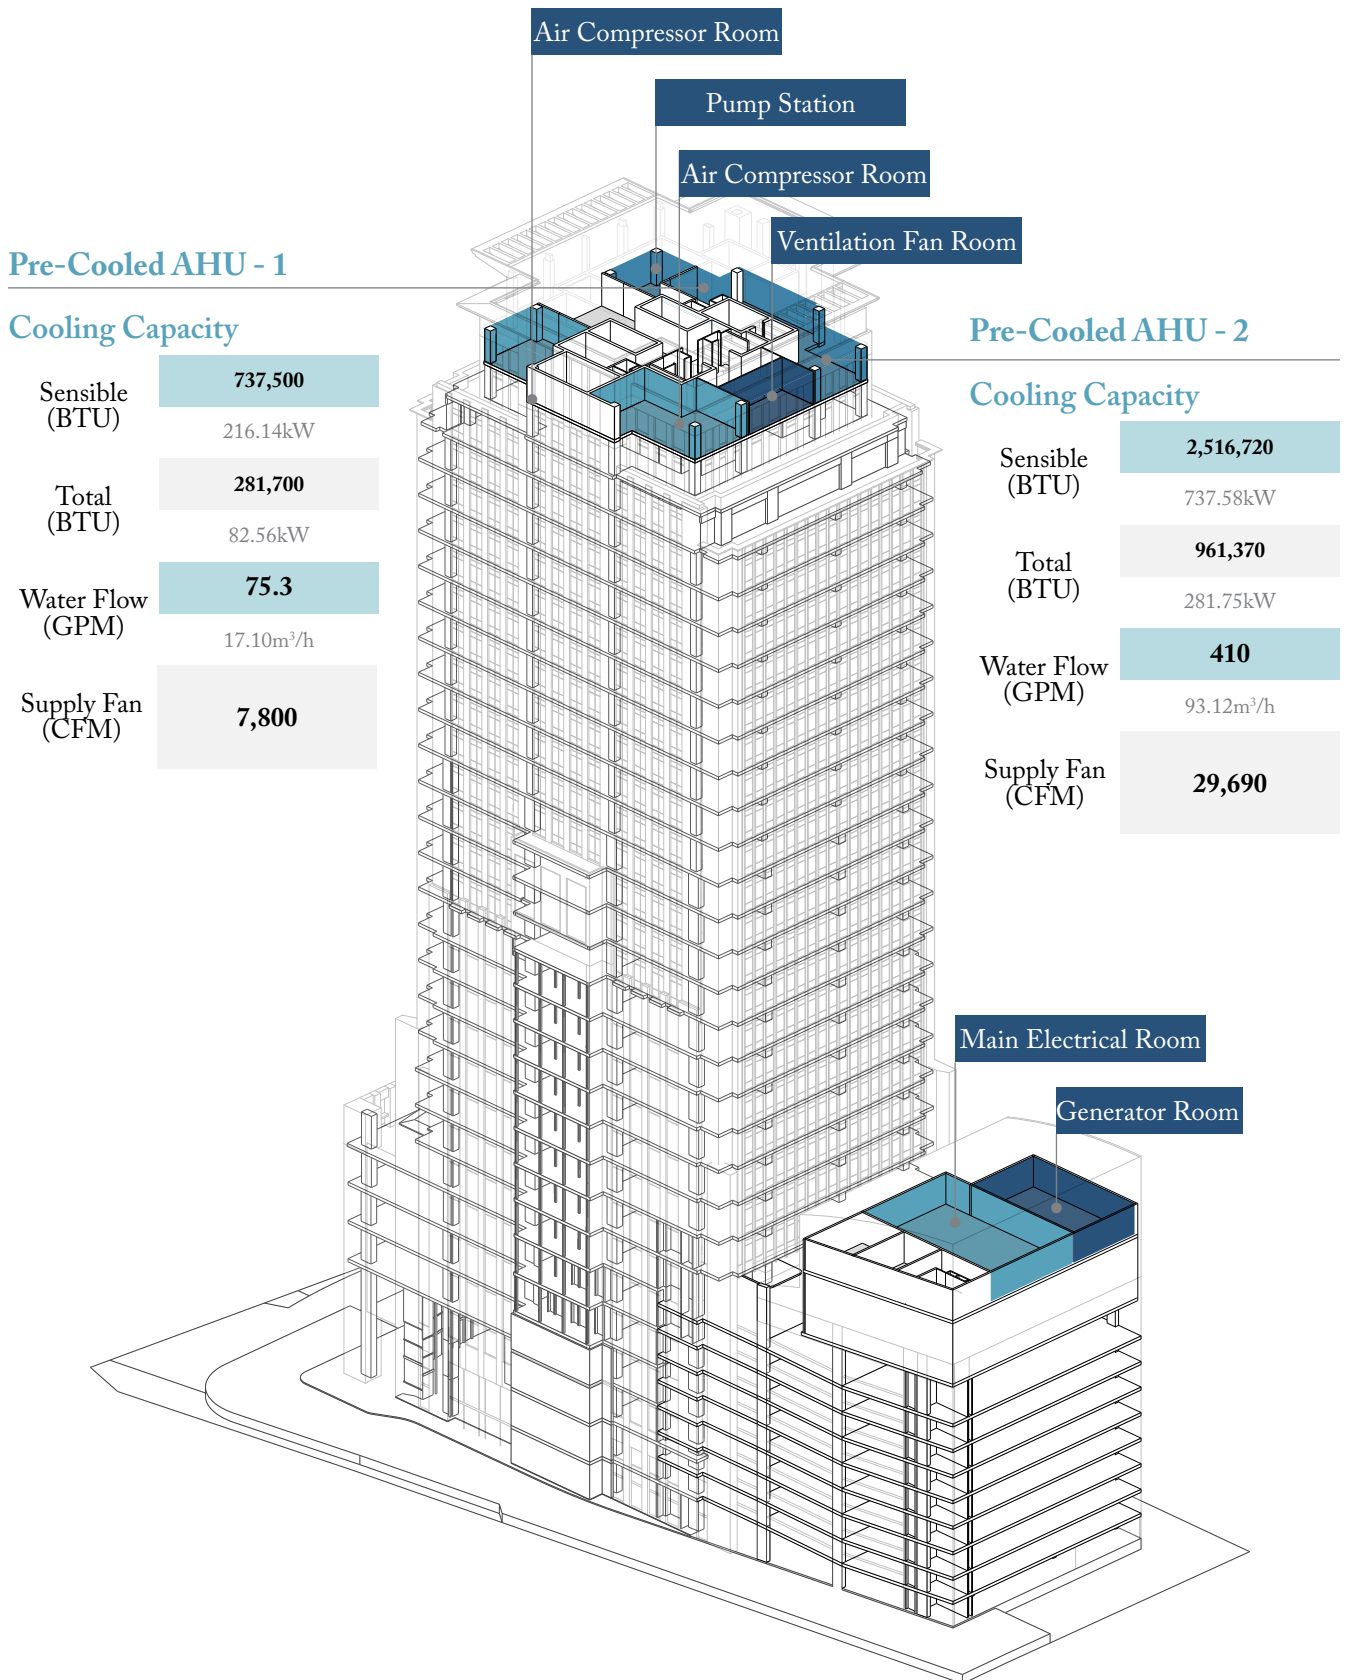 Air Compressor Room
Pump Station
Air Compressor Room
Ventilation Fan Room
Pre-Cooled AHU - 1
Cooling Capacity
Sensible
(BTU)
737,500
216.14kW
Total
(BTU)
281,700
82.56kW
Water Flow
(GPM)
75.3
17.10m³/h
Supply Fan
(CFM)
7,800
Pre-Cooled AHU - 2
Cooling Capacity
Sensible
(BTU)
2,516,720
737.58kW
Total
(BTU)
961,370
281.75kW
Water Flow
(GPM)
410
93.12m³/h
Supply Fan
(CFM)
29,690
Main Electrical Room
Generator Room